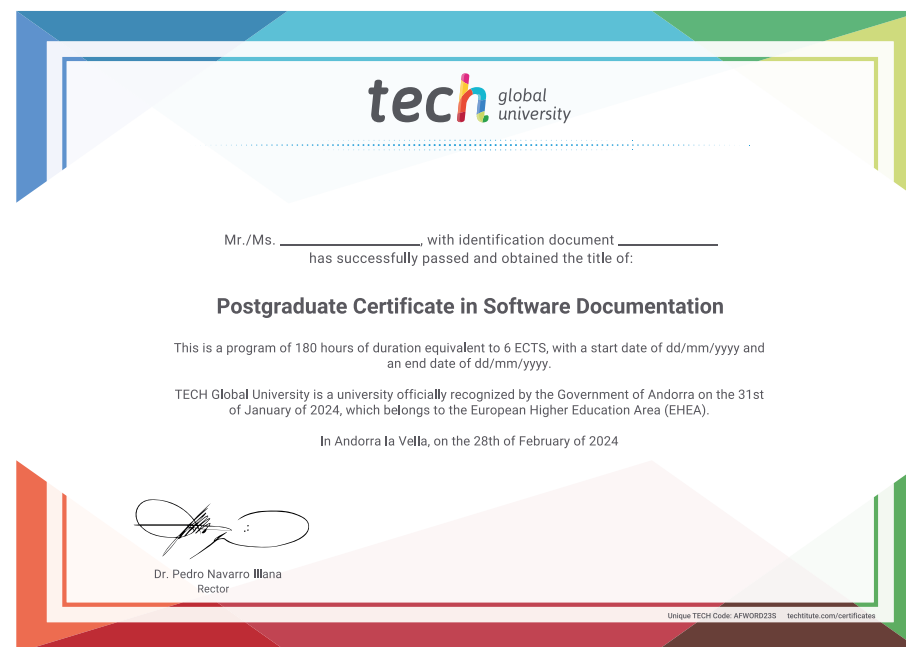 tech global
university
Mr./Ms. ____________________, with identification document ______________
has successfully passed and obtained the title of:
Postgraduate Certificate in Software Documentation
This is a program of 180 hours of duration equivalent to 6 ECTS, with a start date of dd/mm/yyyy and
an end date of dd/mm/yyyy.
TECH Global University is a university officially recognized by the Government of Andorra on the 31st
of January of 2024, which belongs to the European Higher Education Area (EHEA).
In Andorra la Vella, on the 28th of February of 2024
Dr. Pedro Navarro Illana
Rector
Unique TECH Code: AFWORD23S techtitute.com/certificates